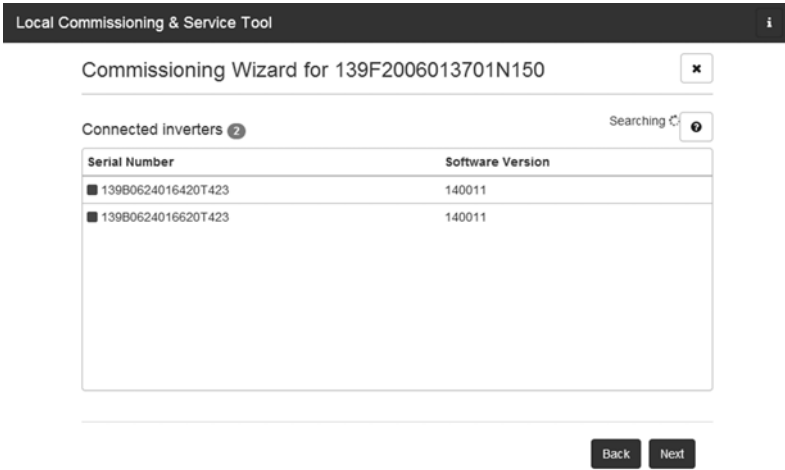 Local Commissioning & Service Tool
i
Commissioning Wizard for 139F2006013701N150
Connected inverters 2
Searching
Serial Number Software Version
139B0624016420T423 140011
139B0624016620T423 140011
Back Next